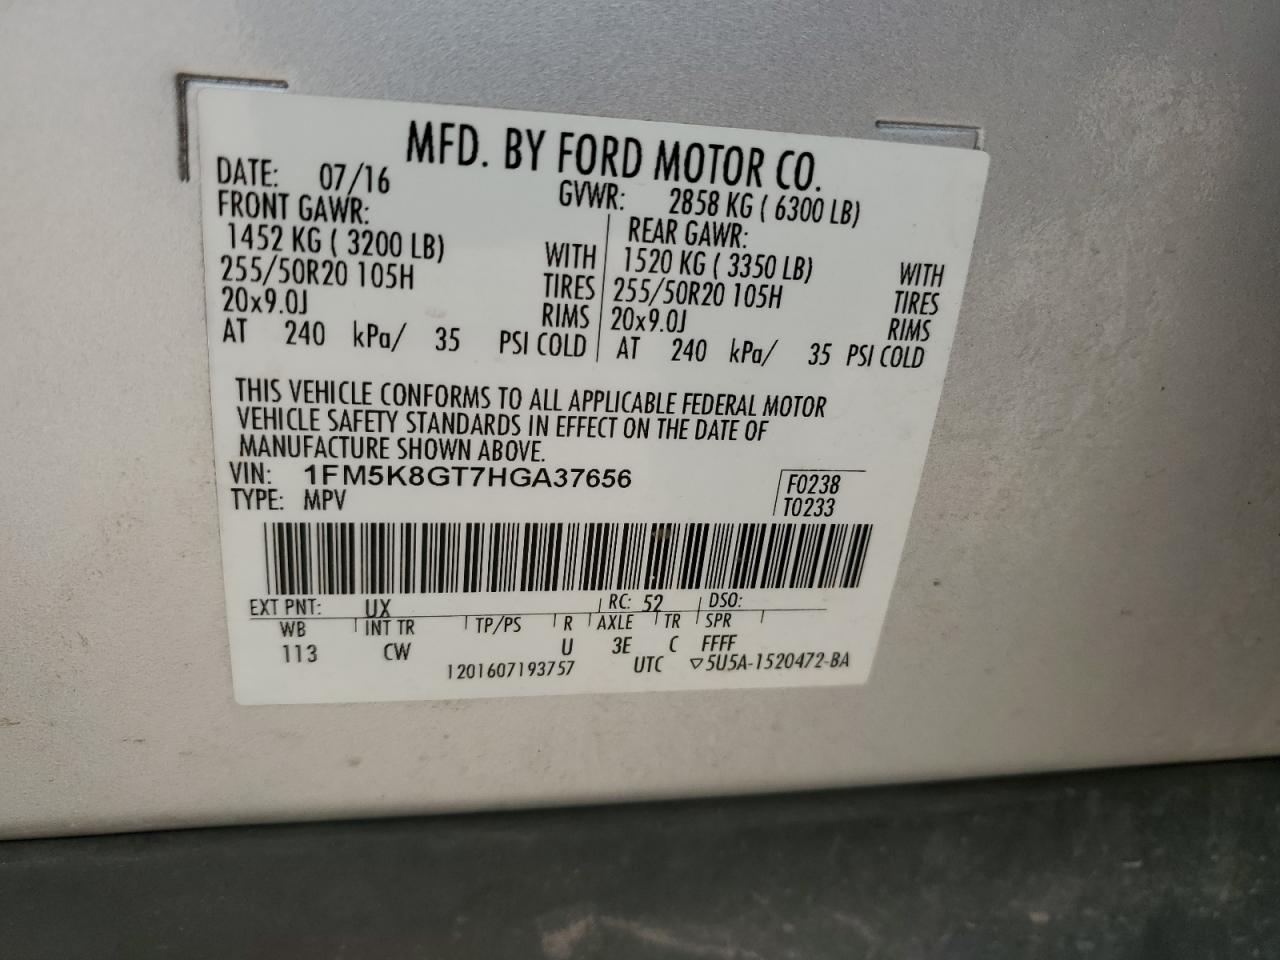 MFD. BY FORD MOTOR CO.
DATE: 07/16 GVWR: 2858 KG ( 6300 LB)
FRONT GAWR: REAR GAWR:
1452 KG ( 3200 LB) WITH 1520 KG ( 3350 LB) WITH
255/50R20 105H TIRES 255/50R20 105H TIRES
20x9.0J RIMS 20x9.0J RIMS
AT 240 kPa/ 35 PSI COLD AT 240 kPa/ 35 PSI COLD
THIS VEHICLE CONFORMS TO ALL APPLICABLE FEDERAL MOTOR
VEHICLE SAFETY STANDARDS IN EFFECT ON THE DATE OF
MANUFACTURE SHOWN ABOVE.
VIN: 1FM5K8GT7HGA37656 F0238
TYPE: MPV T0233
EXT PNT: UX RC: 52 DSO:
WB INT TR TP/PS R AXLE TR SPR
113 CW U 3E C FFFF
1201607193757 UTC ▽5U5A-1520472-BA